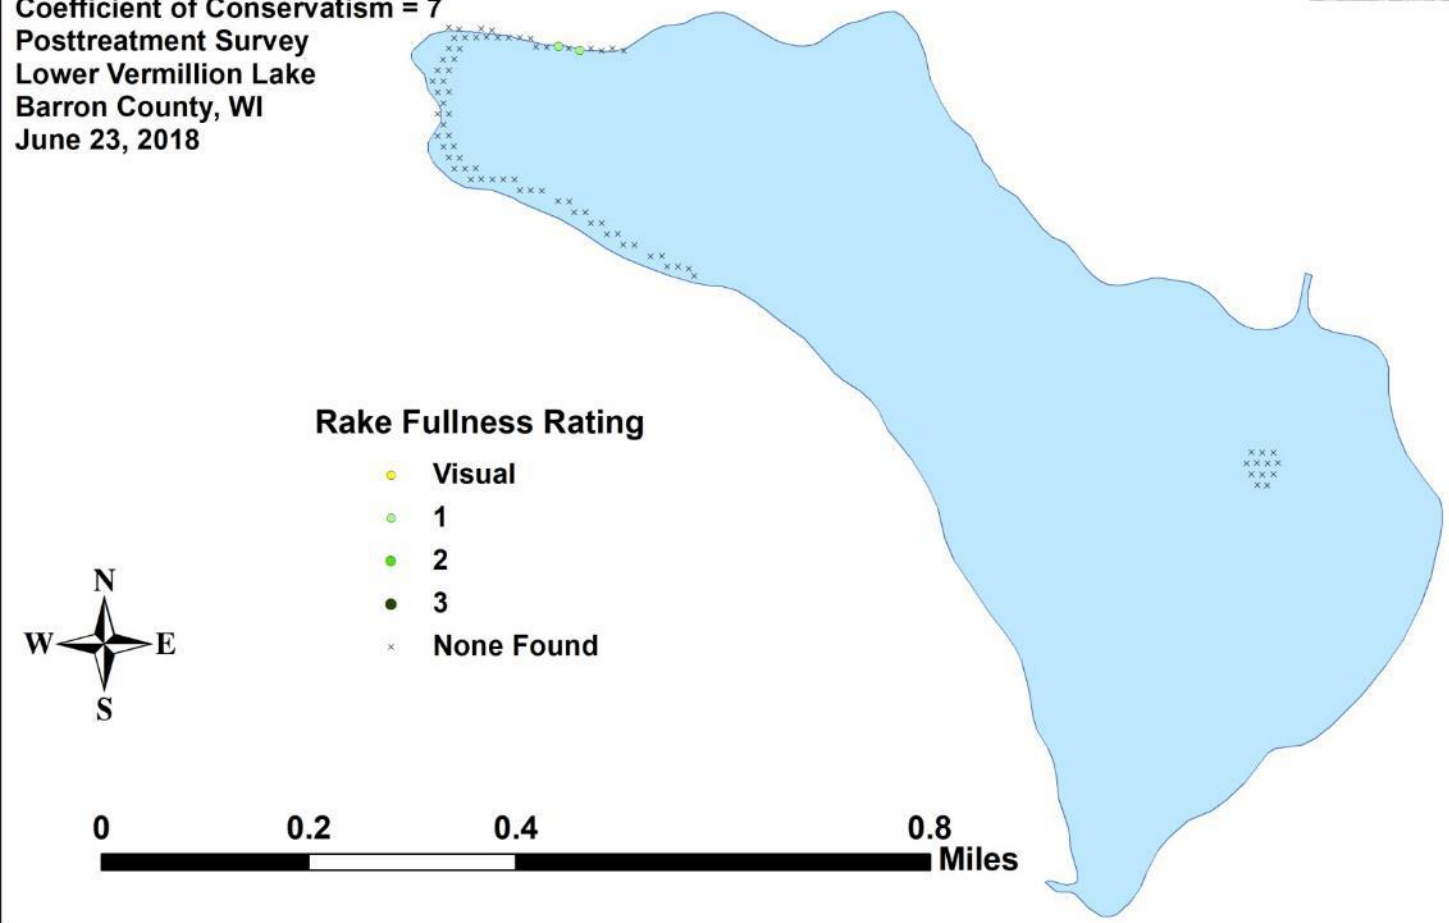 Coefficient of Conservatism = 7
Posttreatment Survey
Lower Vermillion Lake
Barron County, WI
June 23, 2018
Rake Fullness Rating
Visual
1
2
3
None Found
N
W E
S
0 0.2 0.4 0.8
Miles